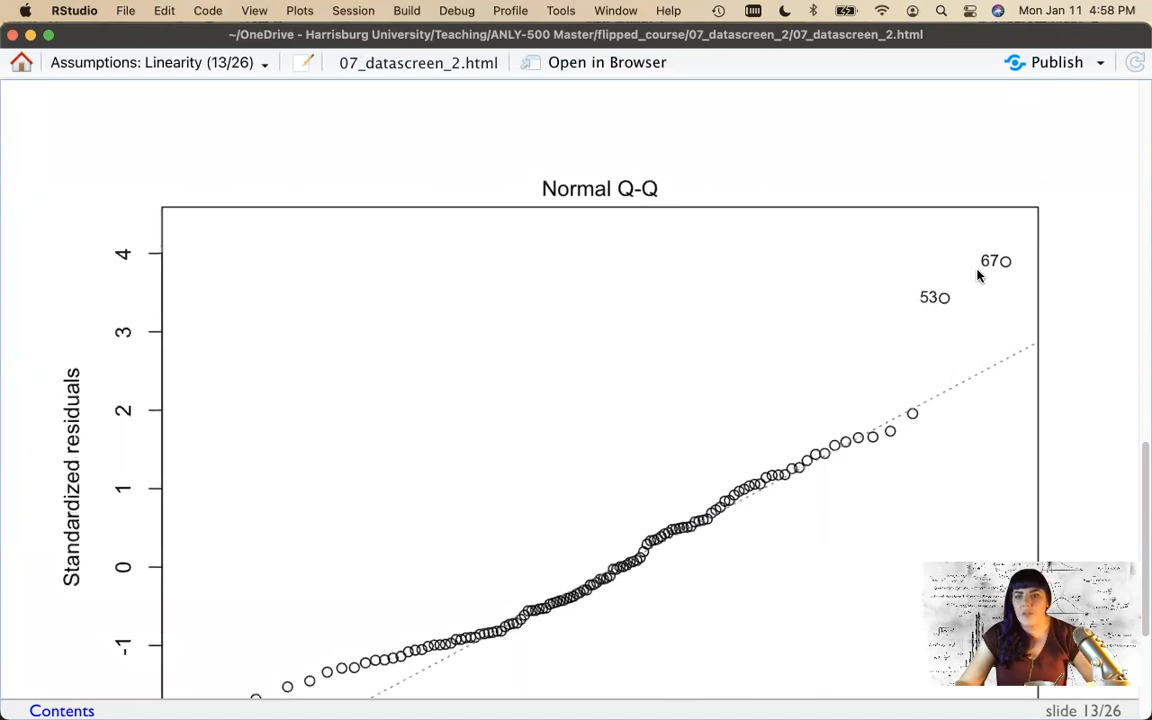 RStudio File Edit Code View Plots Session Build Debug Profile Tools Window Help Mon Jan 11 4:58 PM
~/OneDrive - Harrisburg University/Teaching/ANLY-500 Master/flipped_course/07_datascreen_2/07_datascreen_2.html
Assumptions: Linearity (13/26) 07_datascreen_2.html Open in Browser Publish
Normal Q-Q
4
67
53
3
2
1
0
-1
Standardized residuals
Contents
slide 13/26